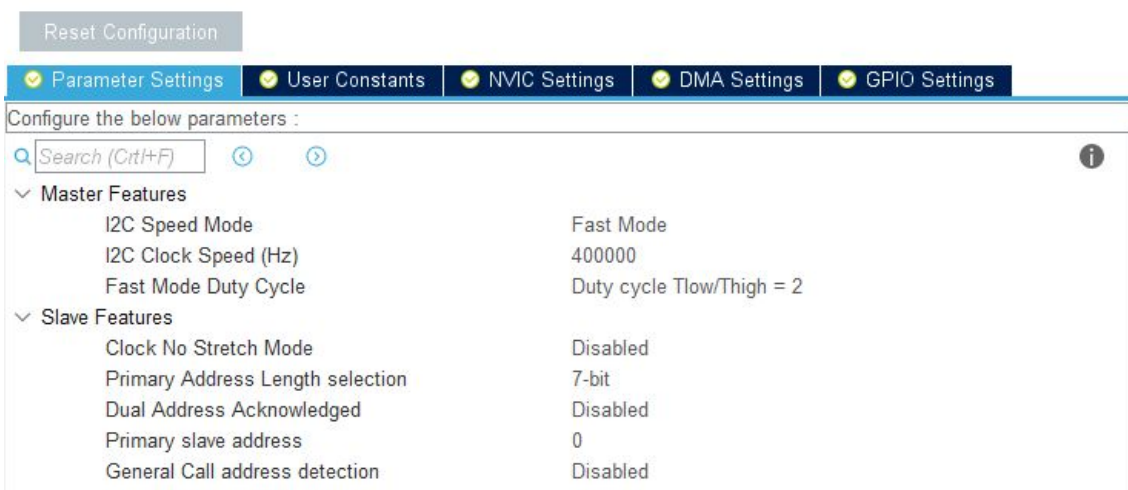 Reset Configuration
Parameter Settings User Constants NVIC Settings DMA Settings GPIO Settings
Configure the below parameters :
Search (Crtl+F)
Master Features
I2C Speed Mode Fast Mode
I2C Clock Speed (Hz) 400000
Fast Mode Duty Cycle Duty cycle Tlow/Thigh = 2
Slave Features
Clock No Stretch Mode Disabled
Primary Address Length selection 7-bit
Dual Address Acknowledged Disabled
Primary slave address 0
General Call address detection Disabled